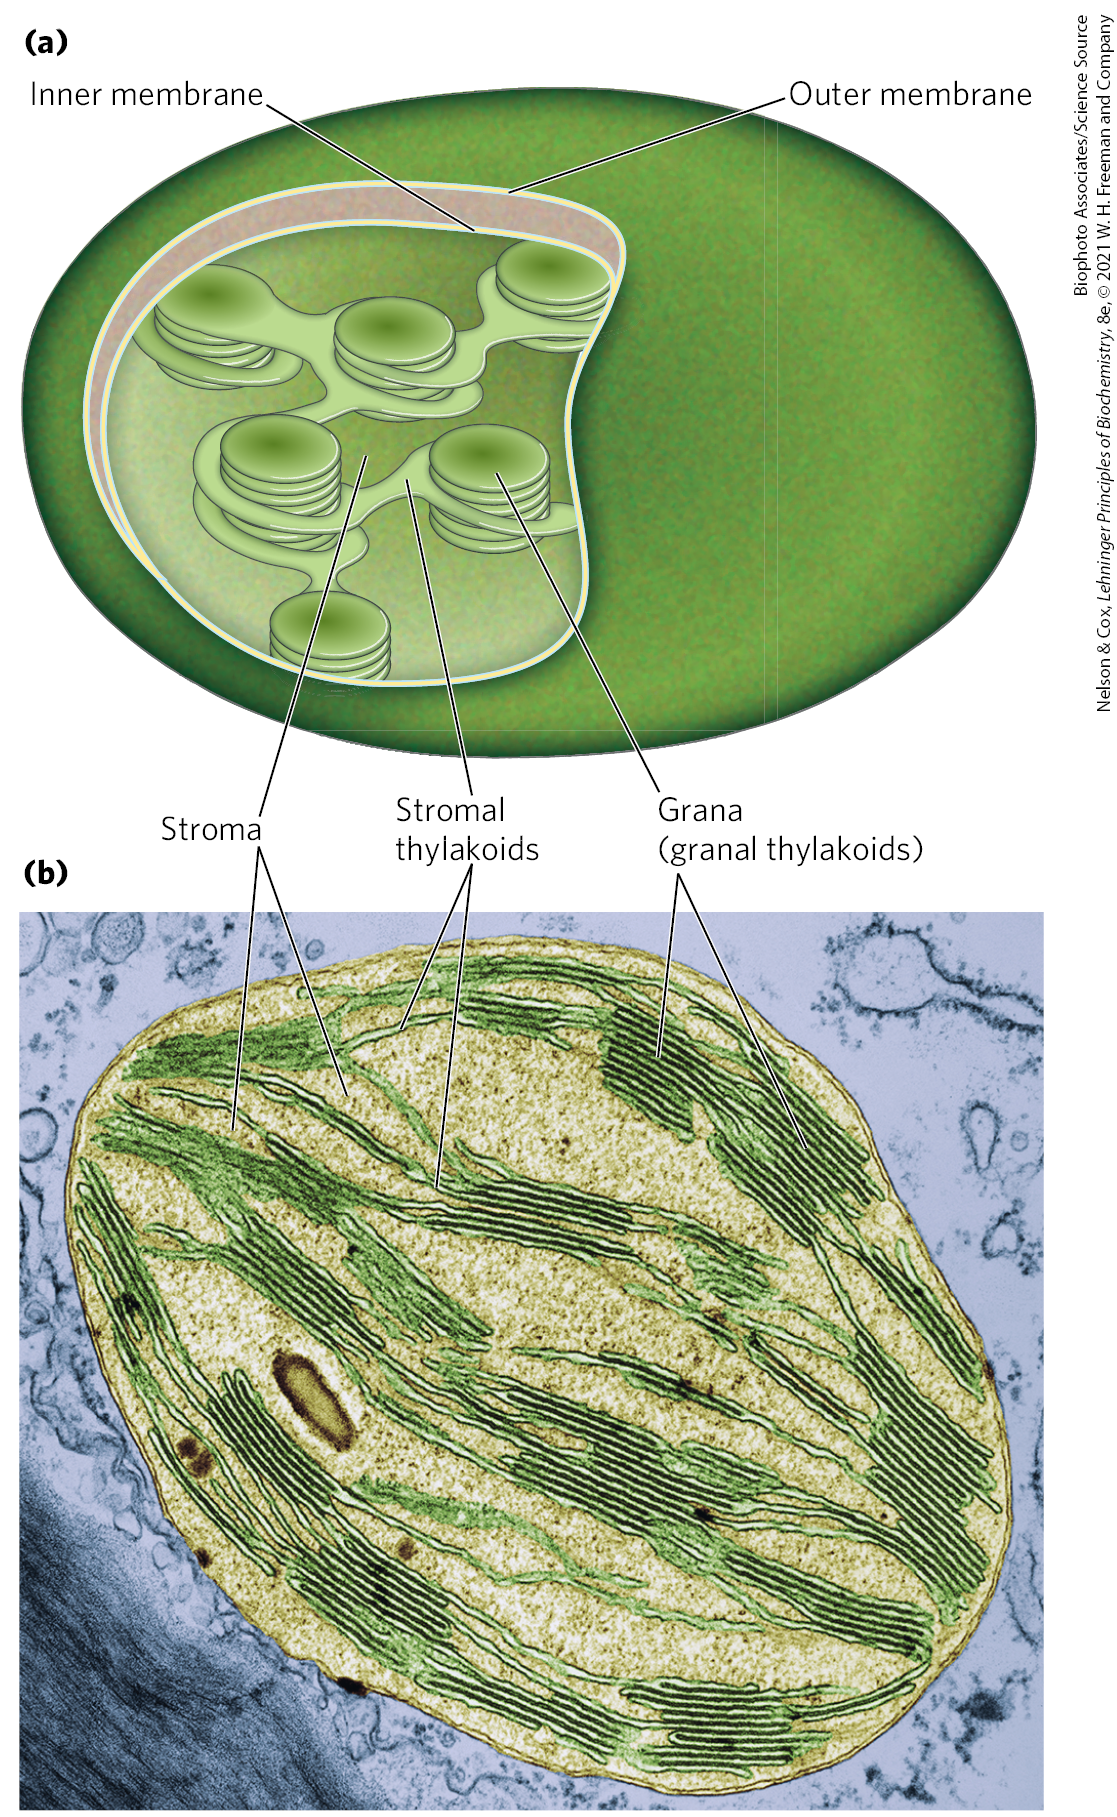 (a)
Inner membrane
Outer membrane
Stroma
Stromal
thylakoids
Grana
(granal thylakoids)
(b)
Biophoto Associates/Science Source
Nelson & Cox, Lehninger Principles of Biochemistry, 8e, © 2021 W. H. Freeman and Company